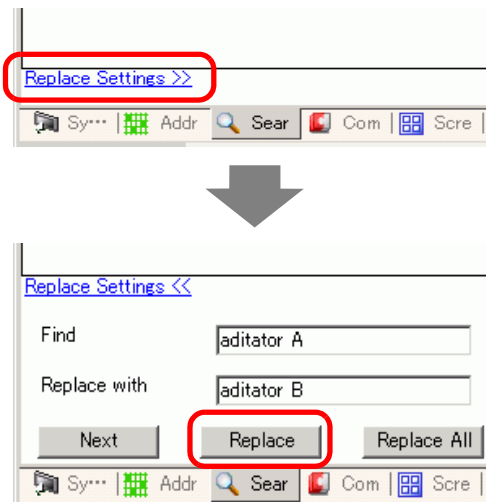 Replace Settings >>
Sy… Addr Sear Com Scre
Replace Settings <<
Find aditator A
Replace with aditator B
Next Replace Replace All
Sy… Addr Sear Com Scre